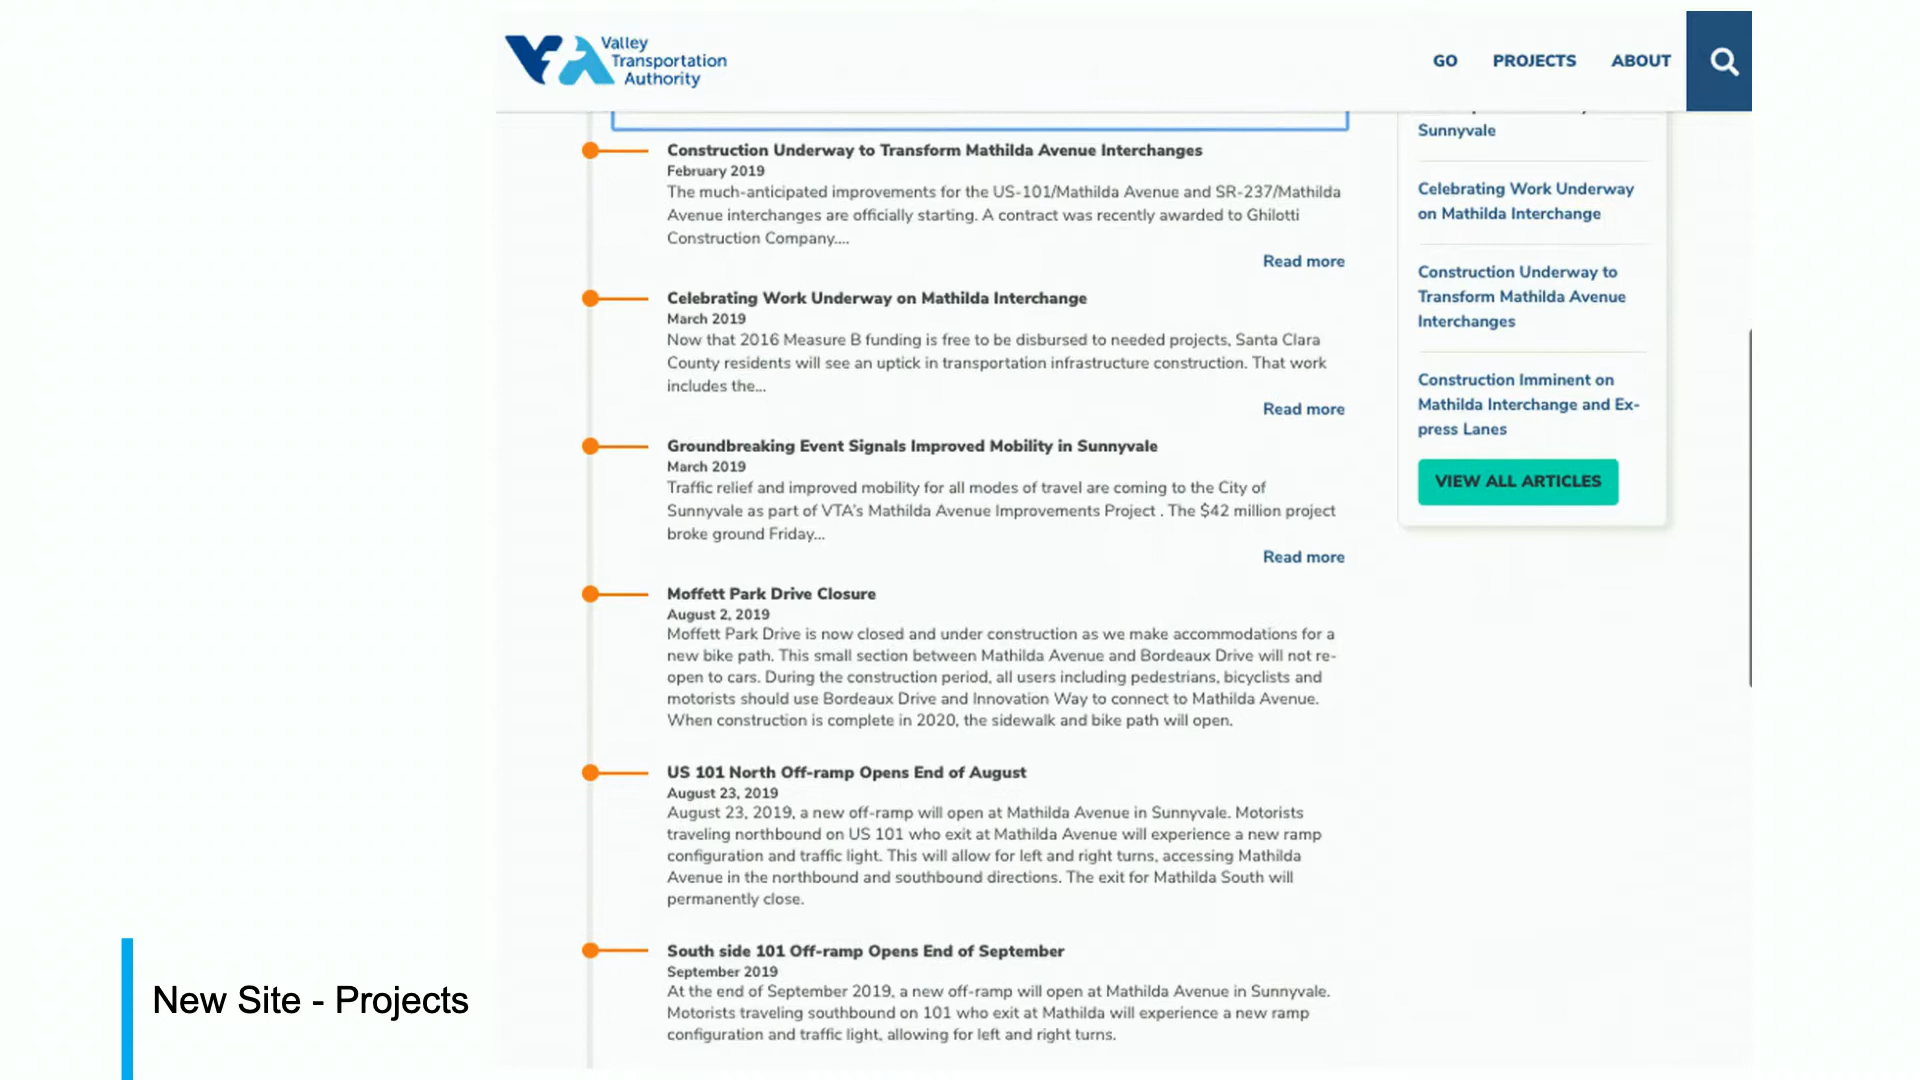 Valley
Transportation
Authority
GO
PROJECTS
ABOUT
Construction Underway to Transform Mathilda Avenue Interchanges
February 2019
The much-anticipated improvements for the US-101/Mathilda Avenue and SR-237/Mathilda
Avenue interchanges are officially starting. A contract was recently awarded to Ghilotti
Construction Company....
Read more
Celebrating Work Underway on Mathilda Interchange
March 2019
Now that 2016 Measure B funding is free to be disbursed to needed projects, Santa Clara
County residents will see an uptick in transportation infrastructure construction. That work
includes the...
Read more
Groundbreaking Event Signals Improved Mobility in Sunnyvale
March 2019
Traffic relief and improved mobility for all modes of travel are coming to the City of
Sunnyvale as part of VTA's Mathilda Avenue Improvements Project . The $42 million project
broke ground Friday...
Read more
Moffett Park Drive Closure
August 2, 2019
Moffett Park Drive is now closed and under construction as we make accommodations for a
new bike path. This small section between Mathilda Avenue and Bordeaux Drive will not re-
open to cars. During the construction period, all users including pedestrians, bicyclists and
motorists should use Bordeaux Drive and Innovation Way to connect to Mathilda Avenue.
When construction is complete in 2020, the sidewalk and bike path will open.
US 101 North Off-ramp Opens End of August
August 23, 2019
August 23, 2019, a new off-ramp will open at Mathilda Avenue in Sunnyvale. Motorists
traveling northbound on US 101 who exit at Mathilda Avenue will experience a new ramp
configuration and traffic light. This will allow for left and right turns, accessing Mathilda
Avenue in the northbound and southbound directions. The exit for Mathilda South will
permanently close.
South side 101 Off-ramp Opens End of September
September 2019
At the end of September 2019, a new off-ramp will open at Mathilda Avenue in Sunnyvale.
Motorists traveling southbound on 101 who exit at Mathilda will experience a new ramp
configuration and traffic light, allowing for left and right turns.
Sunnyvale
Celebrating Work Underway
on Mathilda Interchange
Construction Underway to
Transform Mathilda Avenue
Interchanges
Construction Imminent on
Mathilda Interchange and Ex-
press Lanes
VIEW ALL ARTICLES
New Site - Projects